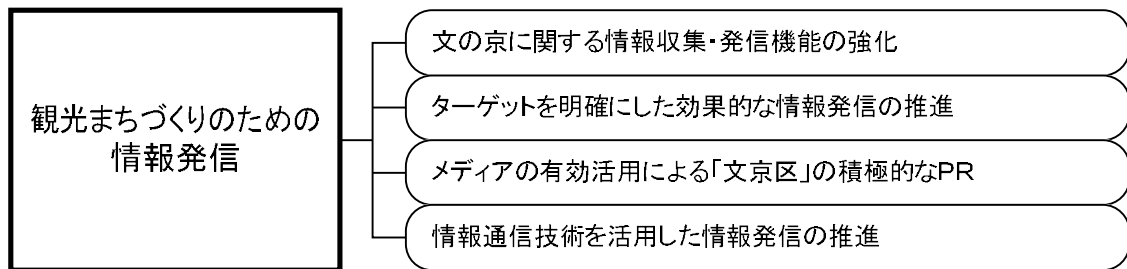 観光まちづくりのための
情報発信
文の京に関する情報収集・発信機能の強化
ターゲットを明確にした効果的な情報発信の推進
メディアの有効活用による「文京区」の積極的なPR
情報通信技術を活用した情報発信の推進